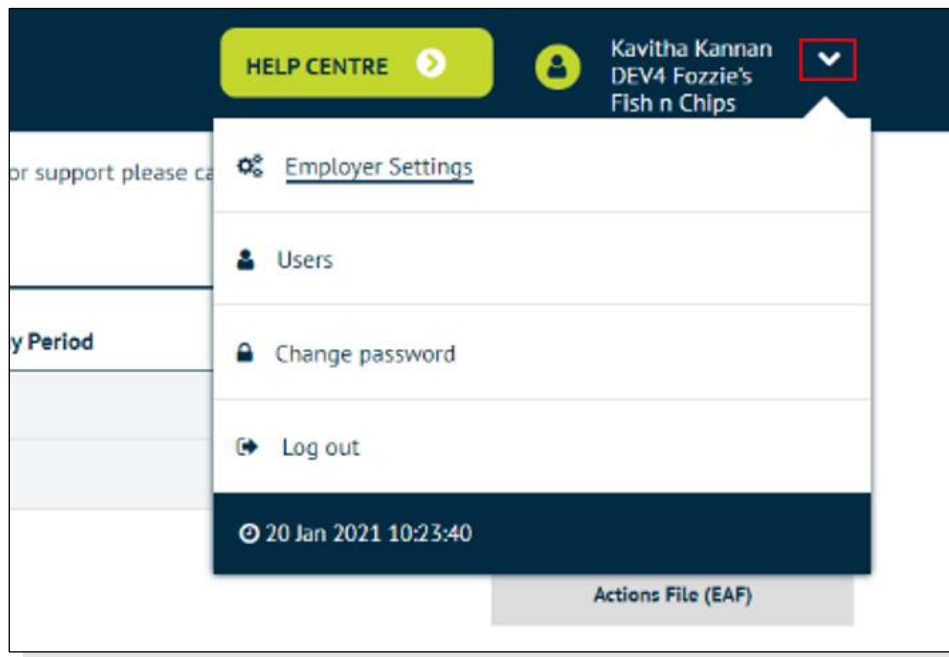 HELP CENTRE
Kavitha Kannan
DEV4 Fozzie's
Fish n Chips
or support please ca
Employer Settings
Users
y Period
Change password
Log out
20 Jan 2021 10:23:40
Actions File (EAF)